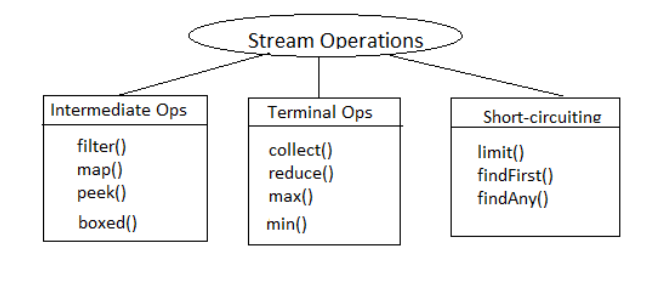 Stream Operations
Intermediate Ops
filter()
map()
peek()
boxed()
Terminal Ops
collect()
reduce()
max()
min()
Short-circuiting
limit()
findFirst()
findAny()